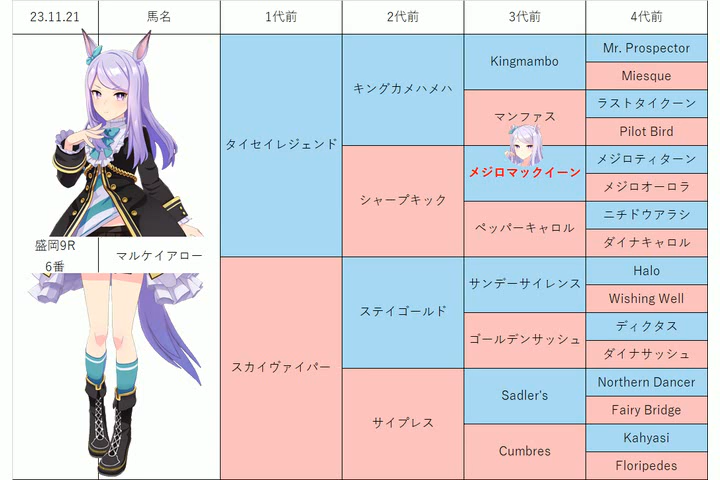 23.11.21
馬名
1代前
2代前
3代前
4代前
盛岡9R
6番
マルケイアロー
タイセイレジェンド
スカイヴァイパー
キングカメハメハ
シャープキック
ステイゴールド
サイプレス
Kingmambo
マンファス
メジロマックイーン
ペッパーキャロル
サンデーサイレンス
ゴールデンサッシュ
Sadler's
Cumbres
Mr. Prospector
Miesque
ラストタイクーン
Pilot Bird
メジロティターン
メジロオーロラ
ニチドウアラシ
ダイナキャロル
Halo
Wishing Well
ディクタス
ダイナサッシュ
Northern Dancer
Fairy Bridge
Kahyasi
Floripedes